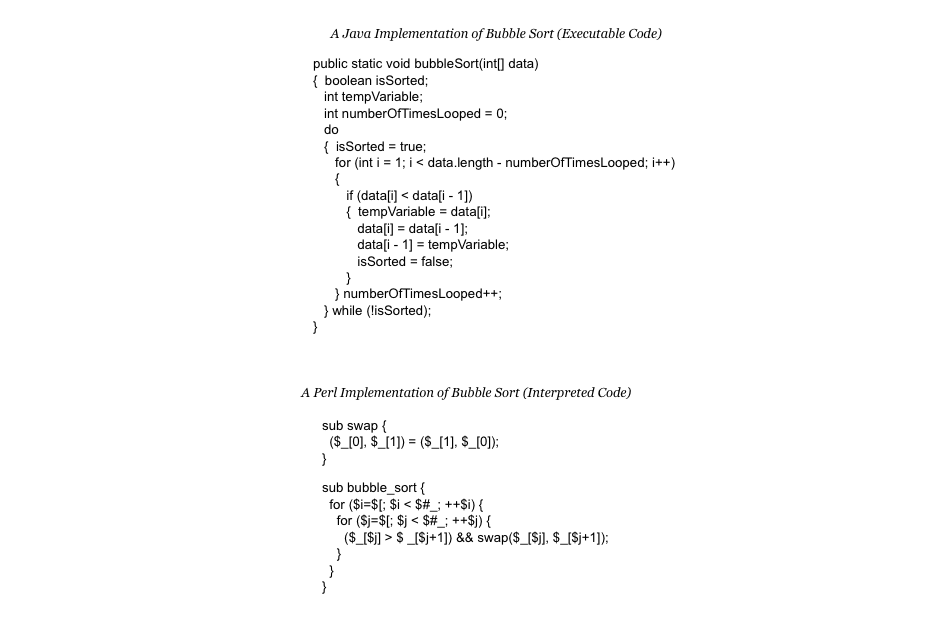 A Java Implementation of Bubble Sort (Executable Code)
public static void bubbleSort(int[] data)
{  boolean isSorted;
   int tempVariable;
   int numberOfTimesLooped = 0;
   do
   {  isSorted = true;
      for (int i = 1; i < data.length - numberOfTimesLooped; i++)
      {
         if (data[i] < data[i - 1])
         {  tempVariable = data[i];
            data[i] = data[i - 1];
            data[i - 1] = tempVariable;
            isSorted = false;
         }
      } numberOfTimesLooped++;
   } while (!isSorted);
}
A Perl Implementation of Bubble Sort (Interpreted Code)
sub swap {
  ($_[0], $_[1]) = ($_[1], $_[0]);
}
sub bubble_sort {
  for ($i=$[; $i < $#_; ++$i) {
    for ($j=$[; $j < $#_; ++$j) {
      ($_[$j] > $ _[$j+1]) && swap($_[$j], $_[$j+1]);
    }
  }
}